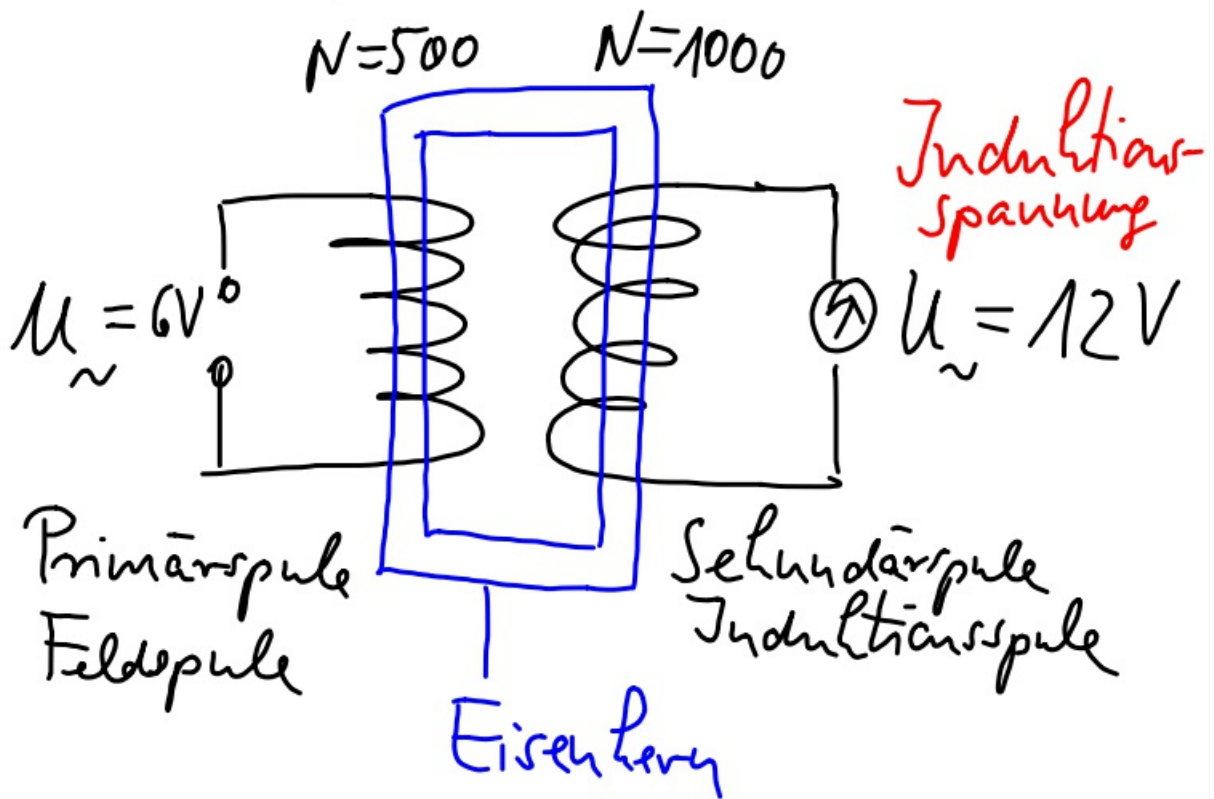 N=500
N=1000
Induktions-
spannung
U~ = 6V
U~ = 12V
Primärspule
Feldspule
Sekundärspule
Induktionsspule
Eisenkern